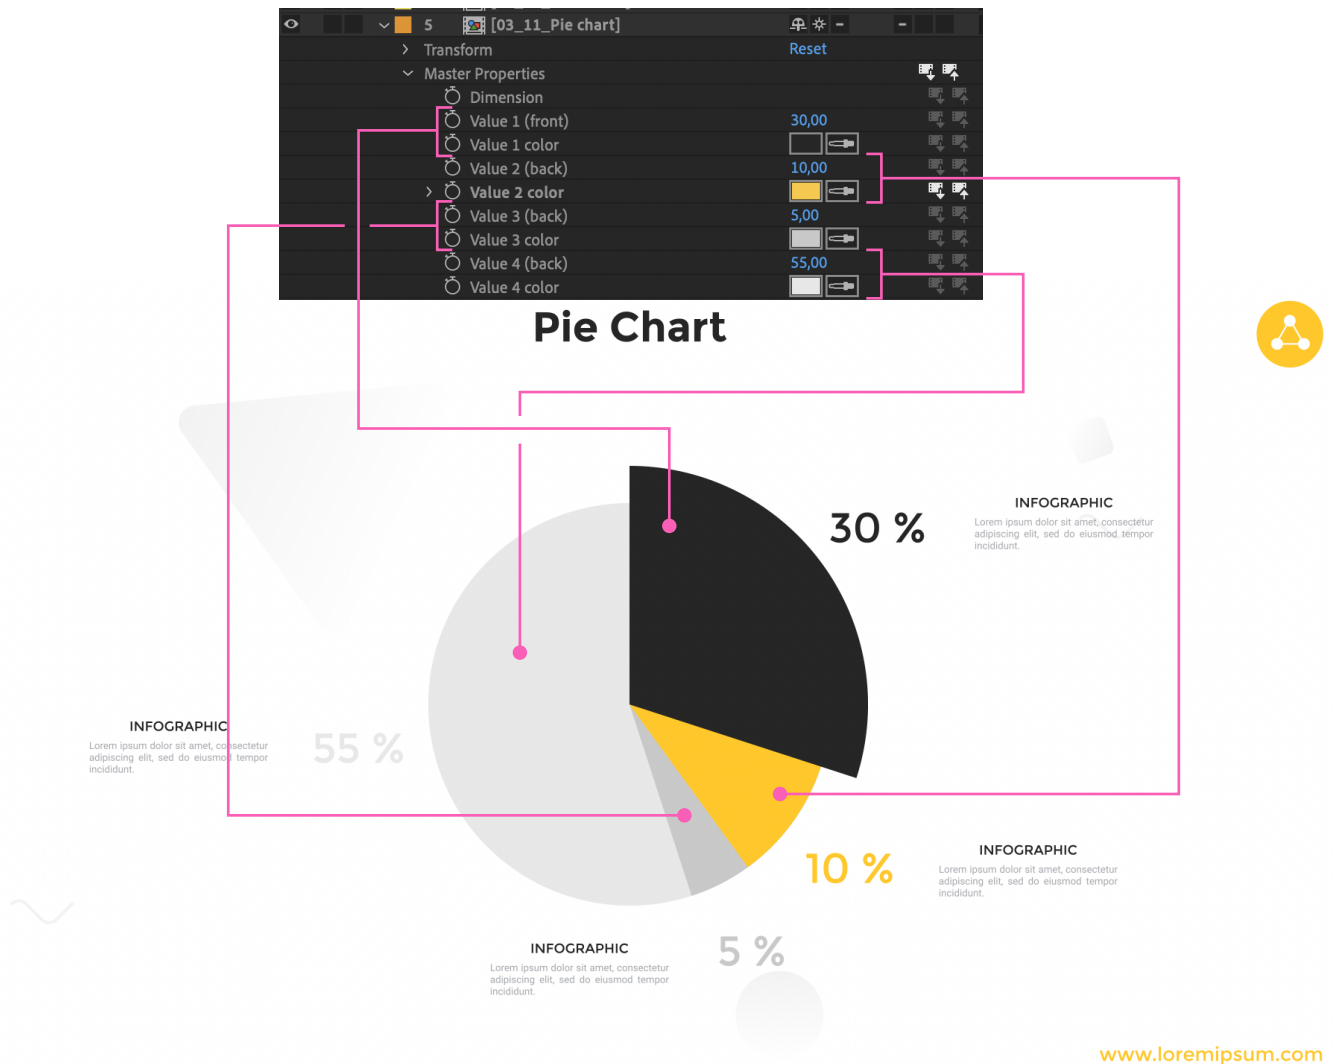 5 [03_11_Pie chart]
Transform Reset
Master Properties
Dimension
Value 1 (front) 30,00
Value 1 color
Value 2 (back) 10,00
Value 2 color
Value 3 (back) 5,00
Value 3 color
Value 4 (back) 55,00
Value 4 color
Pie Chart
30 %
INFOGRAPHIC
Lorem ipsum dolor sit amet, consectetur
adipiscing elit, sed do eiusmod tempor
incididunt.
INFOGRAPHIC
Lorem ipsum dolor sit amet, consectetur
adipiscing elit, sed do eiusmod tempor
incididunt.
55 %
10 %
INFOGRAPHIC
Lorem ipsum dolor sit amet, consectetur
adipiscing elit, sed do eiusmod tempor
incididunt.
INFOGRAPHIC
Lorem ipsum dolor sit amet, consectetur
adipiscing elit, sed do eiusmod tempor
incididunt.
5 %
www.loremipsum.com